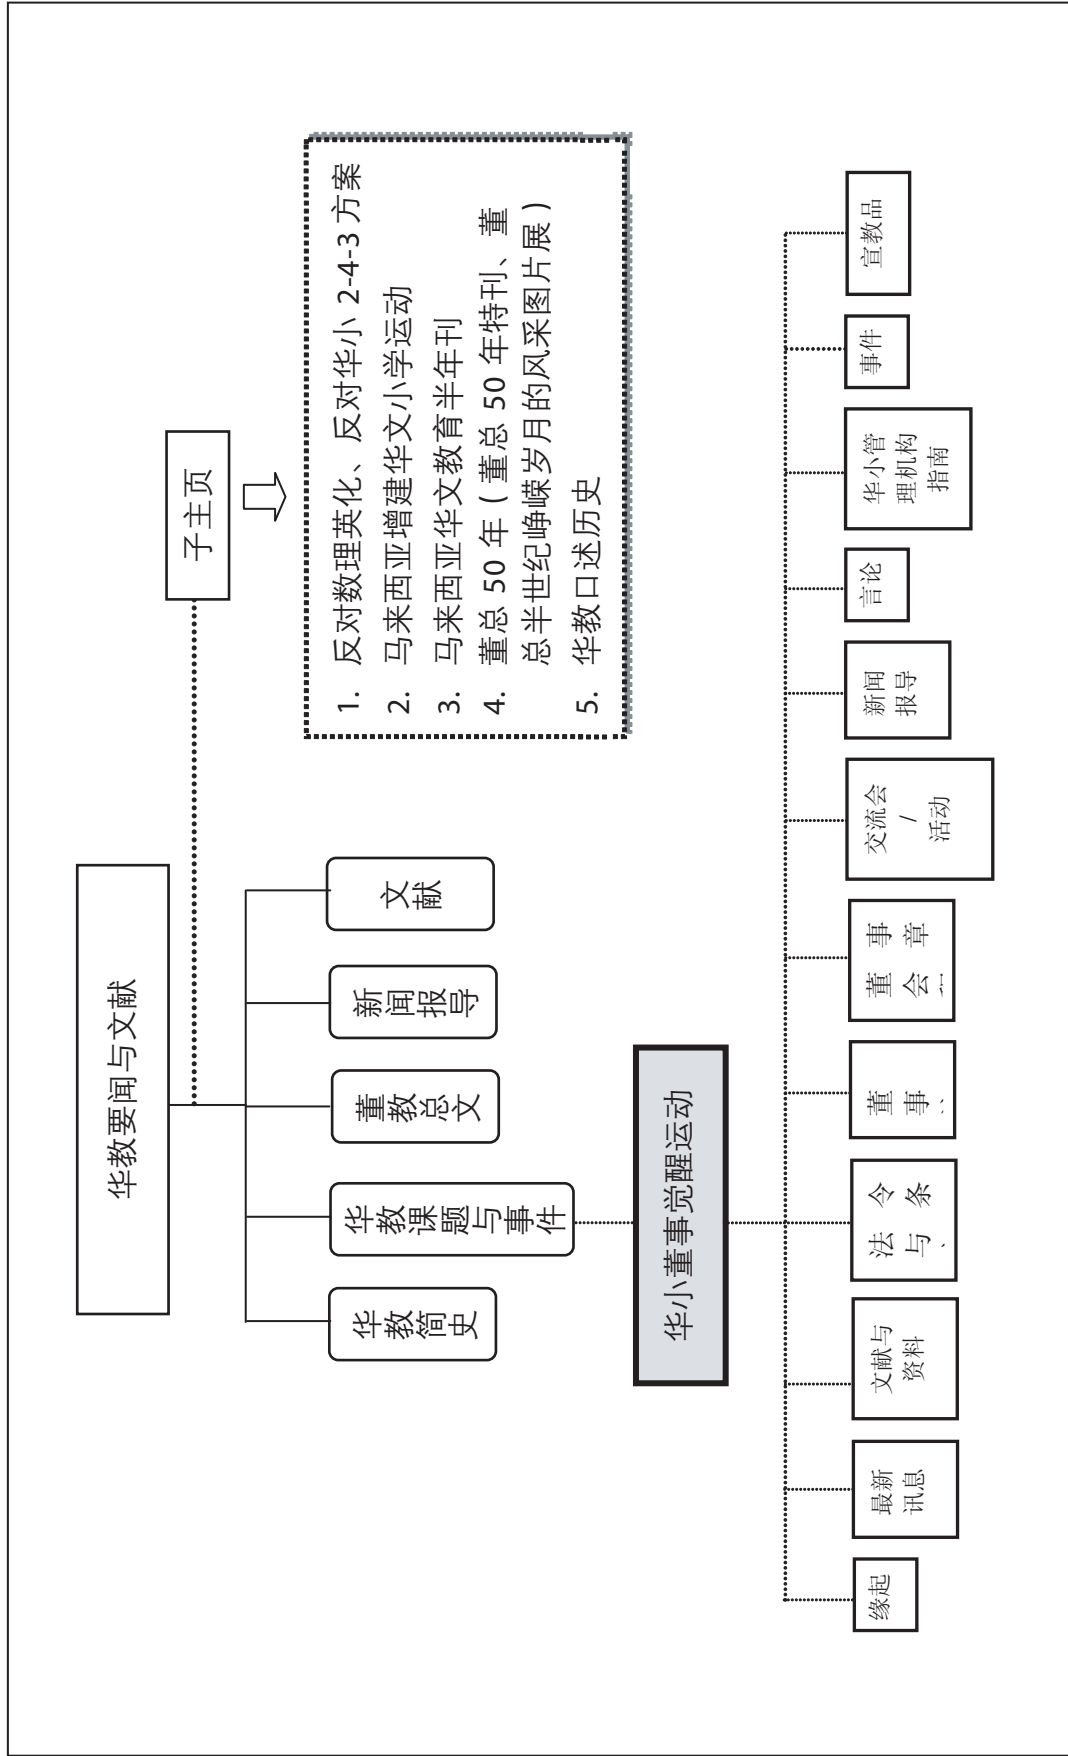 华教要闻与文献
子主页
1. 反对数理英化、反对华小 2-4-3 方案
2. 马来西亚增建华文小学运动
3. 马来西亚华文教育半年刊
4. 董总 50 年 ( 董总 50 年特刊、董
总半世纪峥嵘岁月的风采图片展 )
5. 华教口述历史
华
教
简
史
华
教
课
题
与
事
件
董
教
总
文
新
闻
报
导
文
献
华小董事觉醒运动
缘起
最新
讯息
文献与
资料
法 令
与 条
董
事
董 事
会 章
交流会
/
活动
新闻
报导
言论
华小管
理机构
指南
事件
宣教品